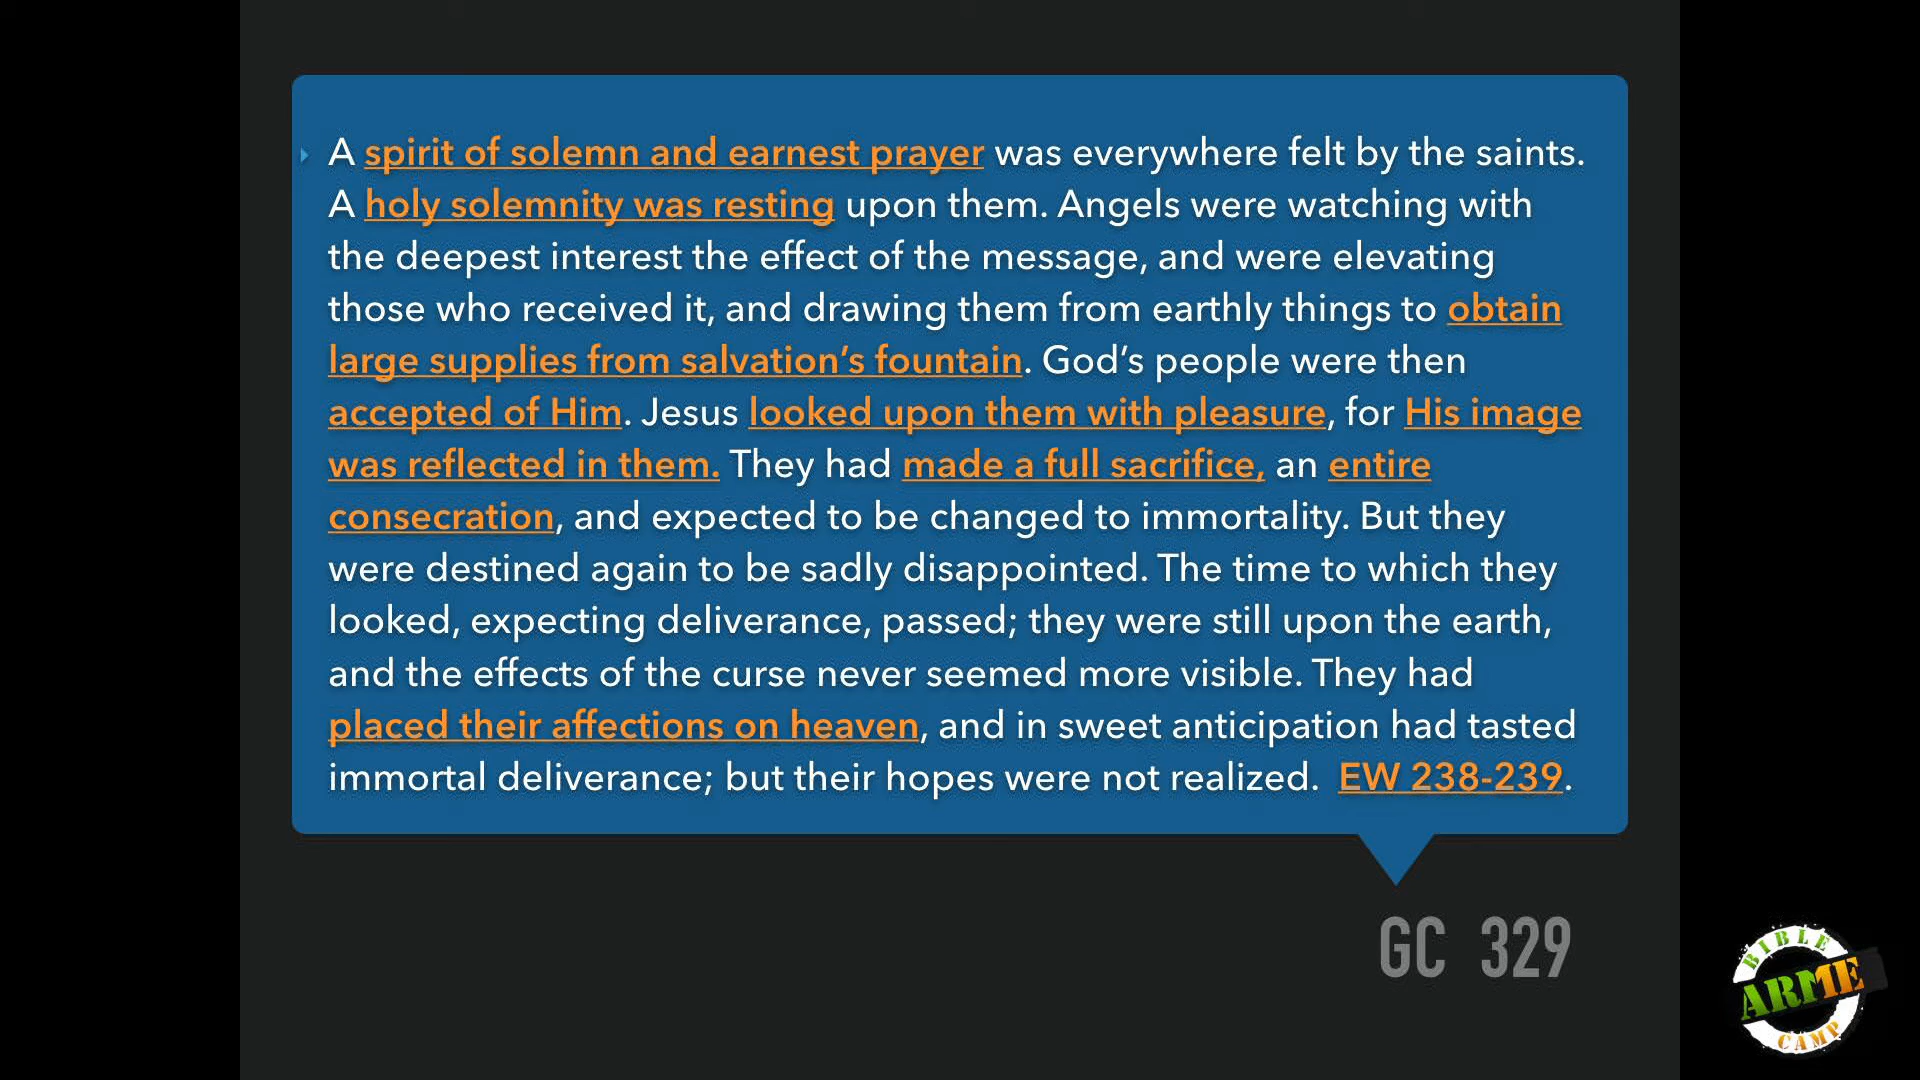 A spirit of solemn and earnest prayer was everywhere felt by the saints.
A holy solemnity was resting upon them. Angels were watching with
the deepest interest the effect of the message, and were elevating
those who received it, and drawing them from earthly things to obtain
large supplies from salvation’s fountain. God’s people were then
accepted of Him. Jesus looked upon them with pleasure, for His image
was reflected in them. They had made a full sacrifice, an entire
consecration, and expected to be changed to immortality. But they
were destined again to be sadly disappointed. The time to which they
looked, expecting deliverance, passed; they were still upon the earth,
and the effects of the curse never seemed more visible. They had
placed their affections on heaven, and in sweet anticipation had tasted
immortal deliverance; but their hopes were not realized. EW 238-239.
GC 329
BIBLE
ARME
CAMP